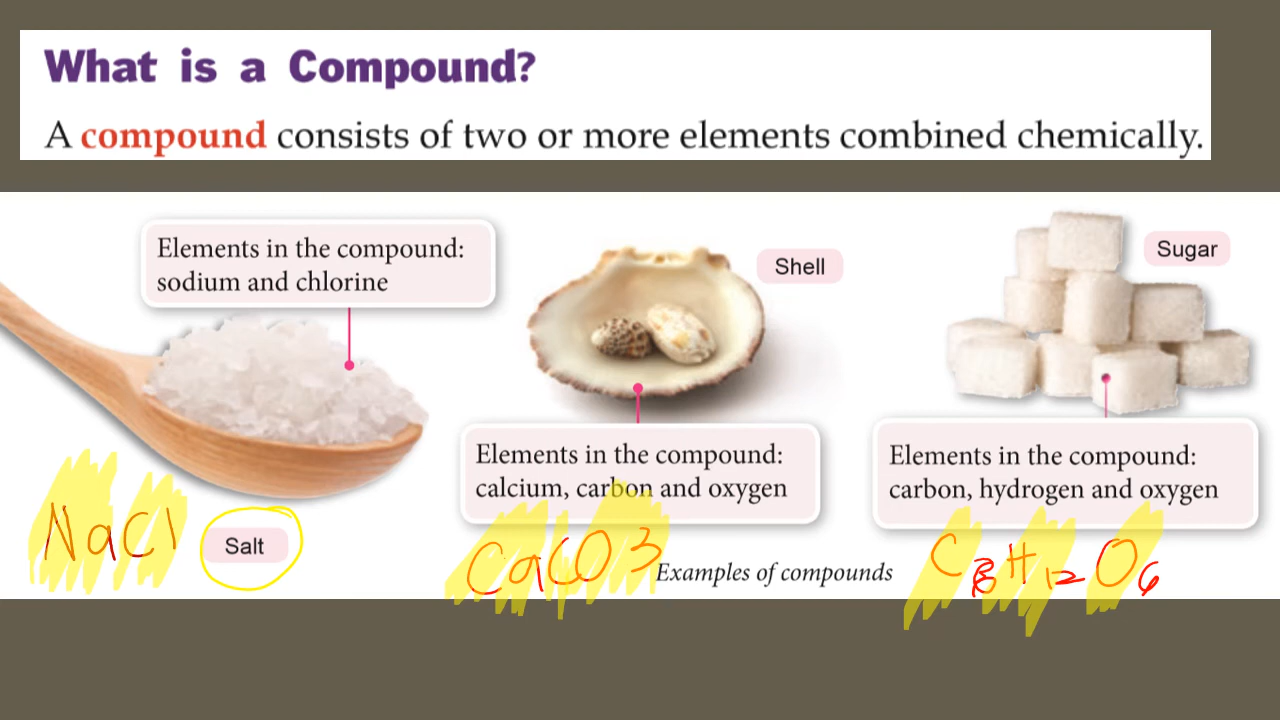 What is a Compound?
A compound consists of two or more elements combined chemically.
Elements in the compound:
sodium and chlorine
NaCl
Salt
Shell
Elements in the compound:
calcium, carbon and oxygen
CaCO3
Examples of compounds
Sugar
Elements in the compound:
carbon, hydrogen and oxygen
C H12 O6